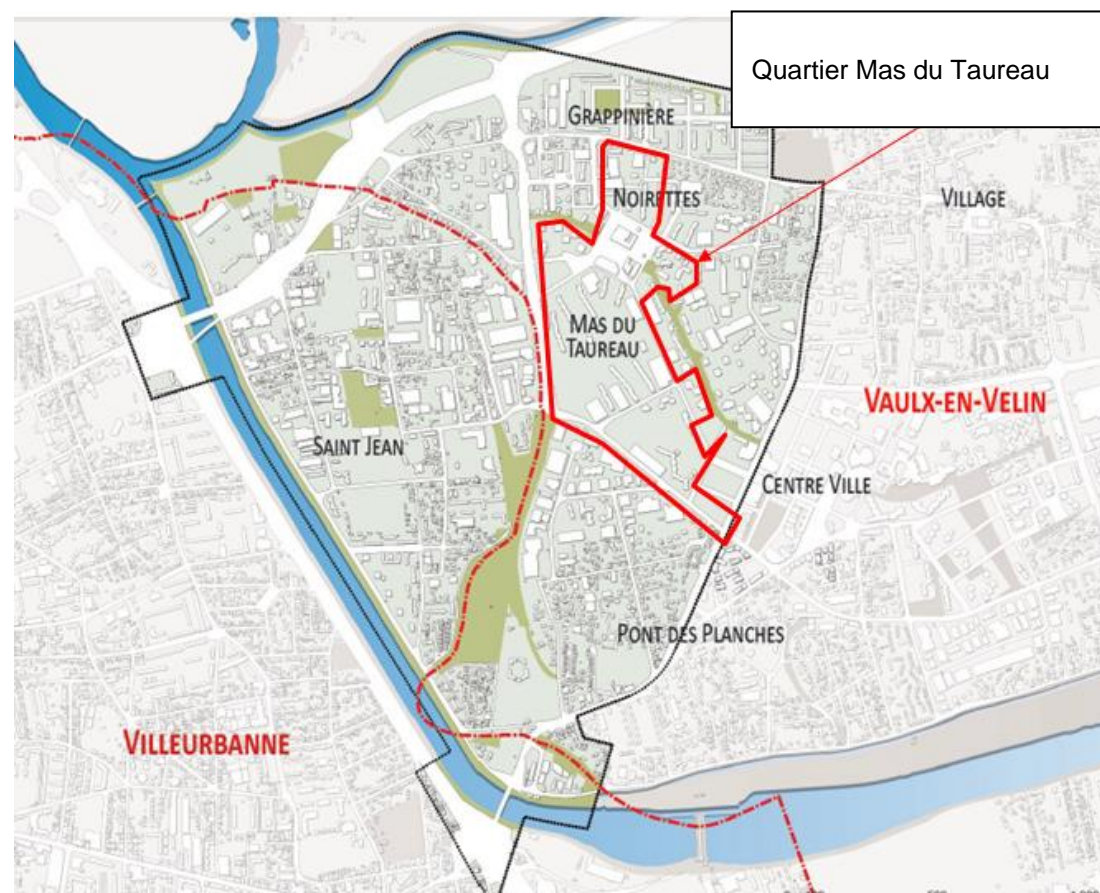 Quartier Mas du Taureau
GRAPPINIÈRE
NOIRETTES
VILLAGE
MAS DU
TAUREAU
VAULX-EN-VELIN
SAINT JEAN
CENTRE VILLE
PONT DES PLANCHES
VILLEURBANNE